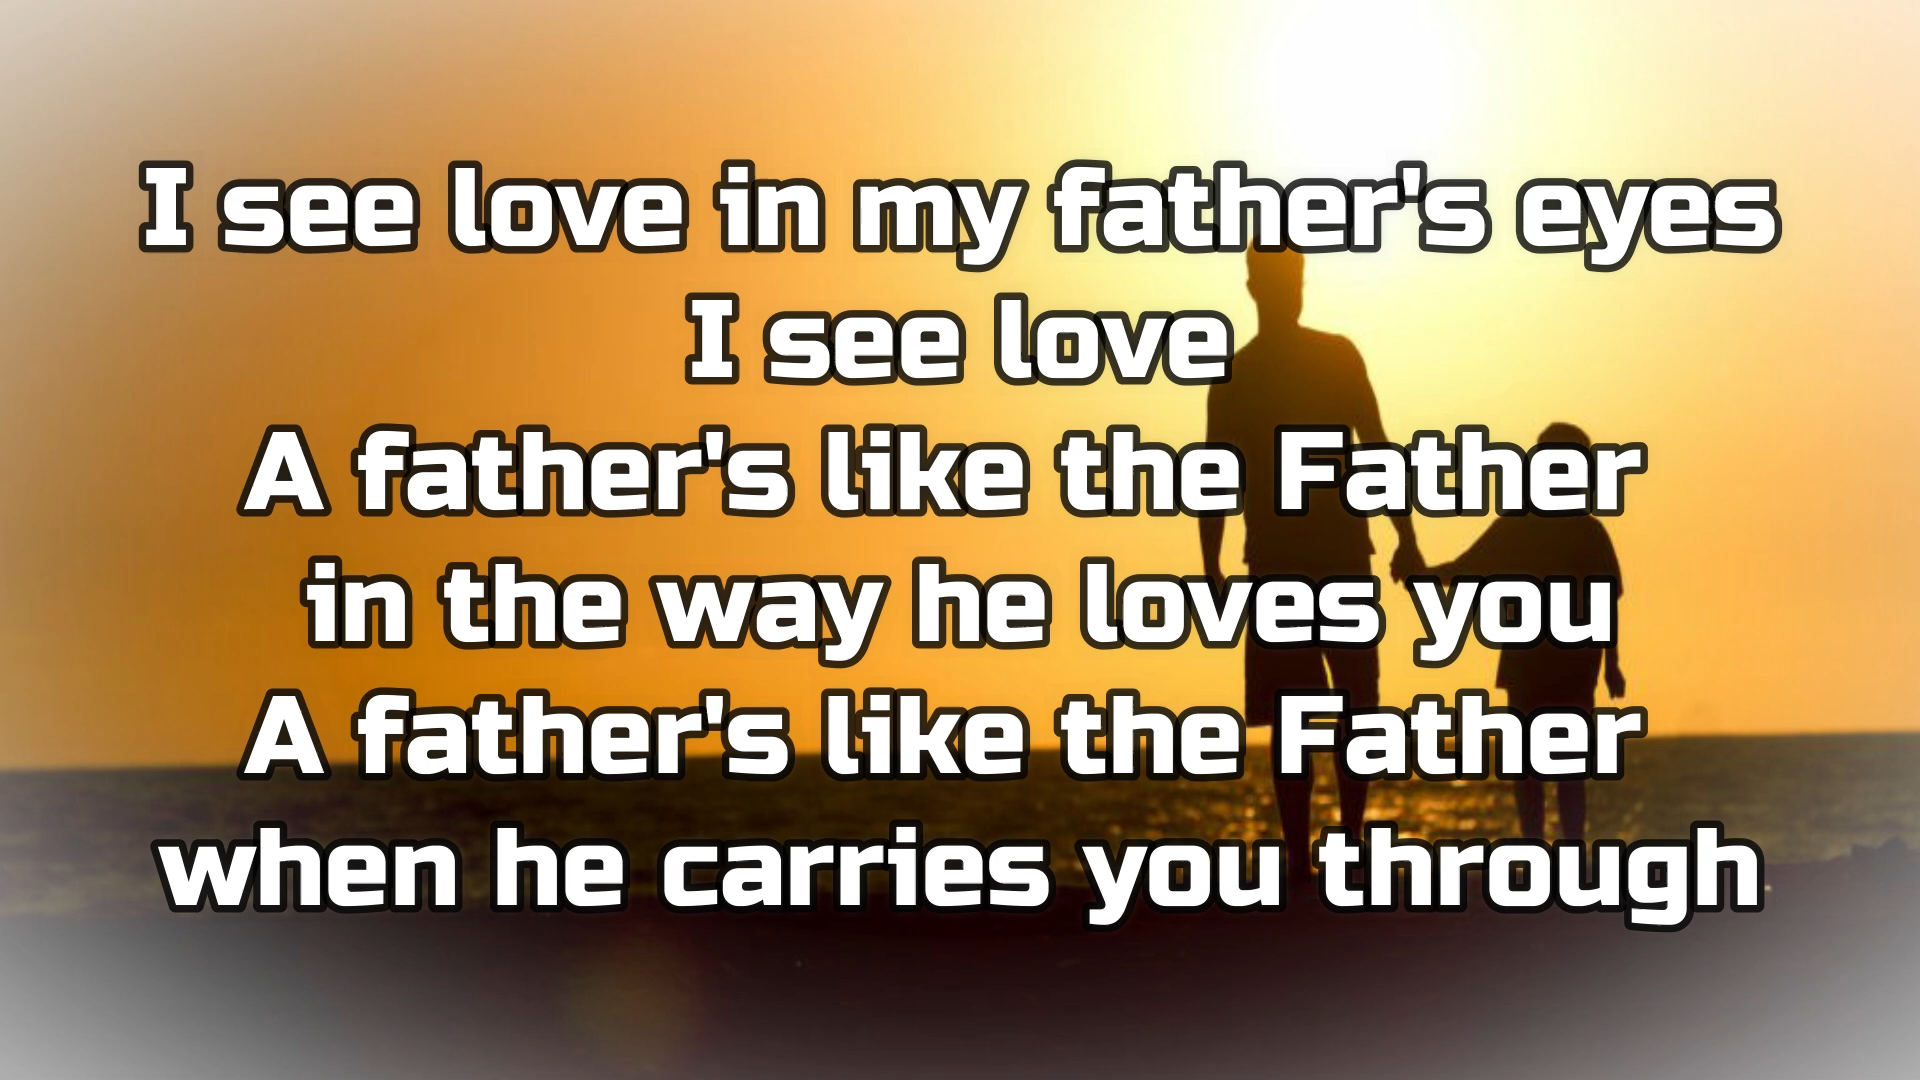 I see love in my father's eyes
I see love
A father's like the Father
in the way he loves you
A father's like the Father
when he carries you through